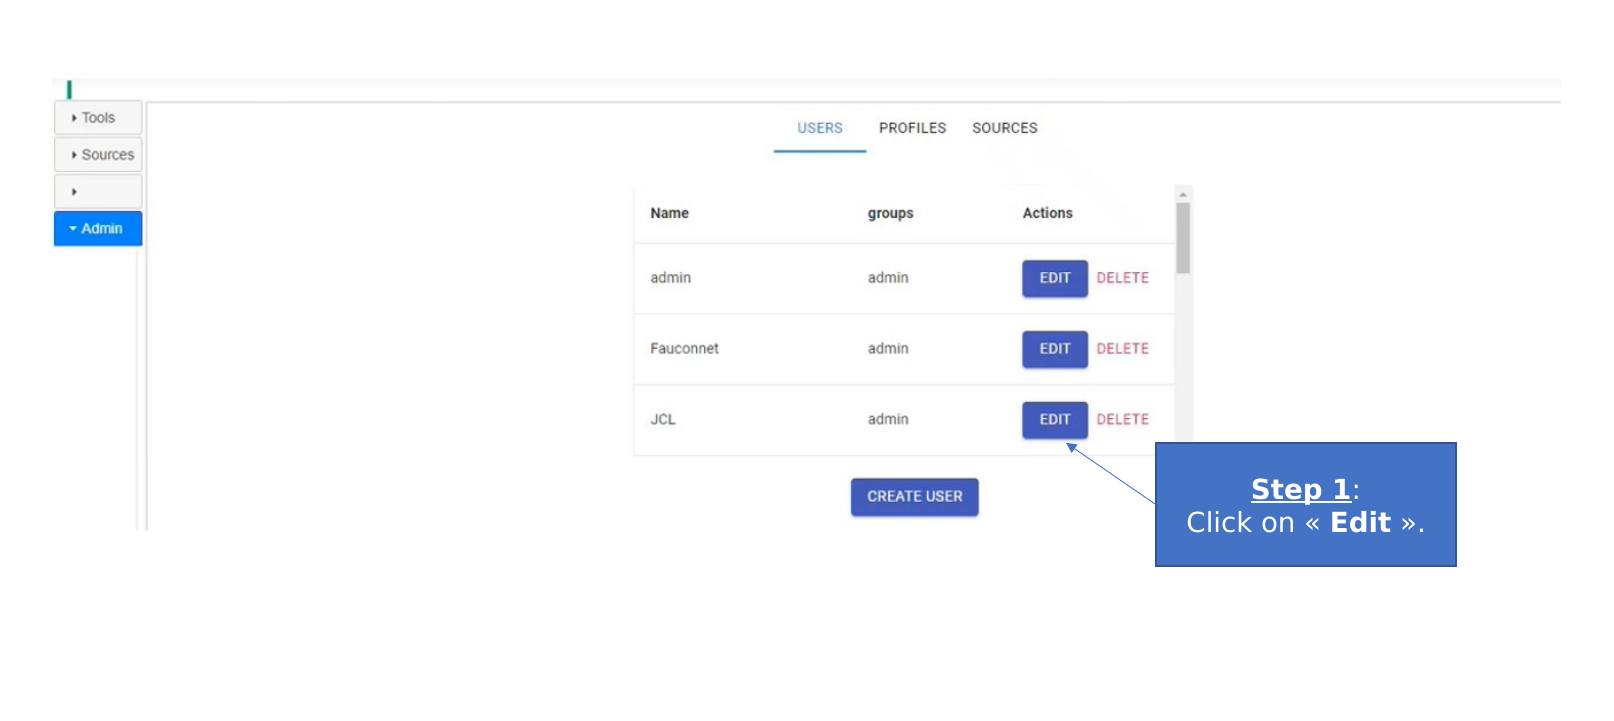 Tools
Sources
Admin
USERS PROFILES SOURCES
Name groups Actions
admin admin EDIT DELETE
Fauconnet admin EDIT DELETE
JCL admin EDIT DELETE
CREATE USER
Step 1:
Click on « Edit ».